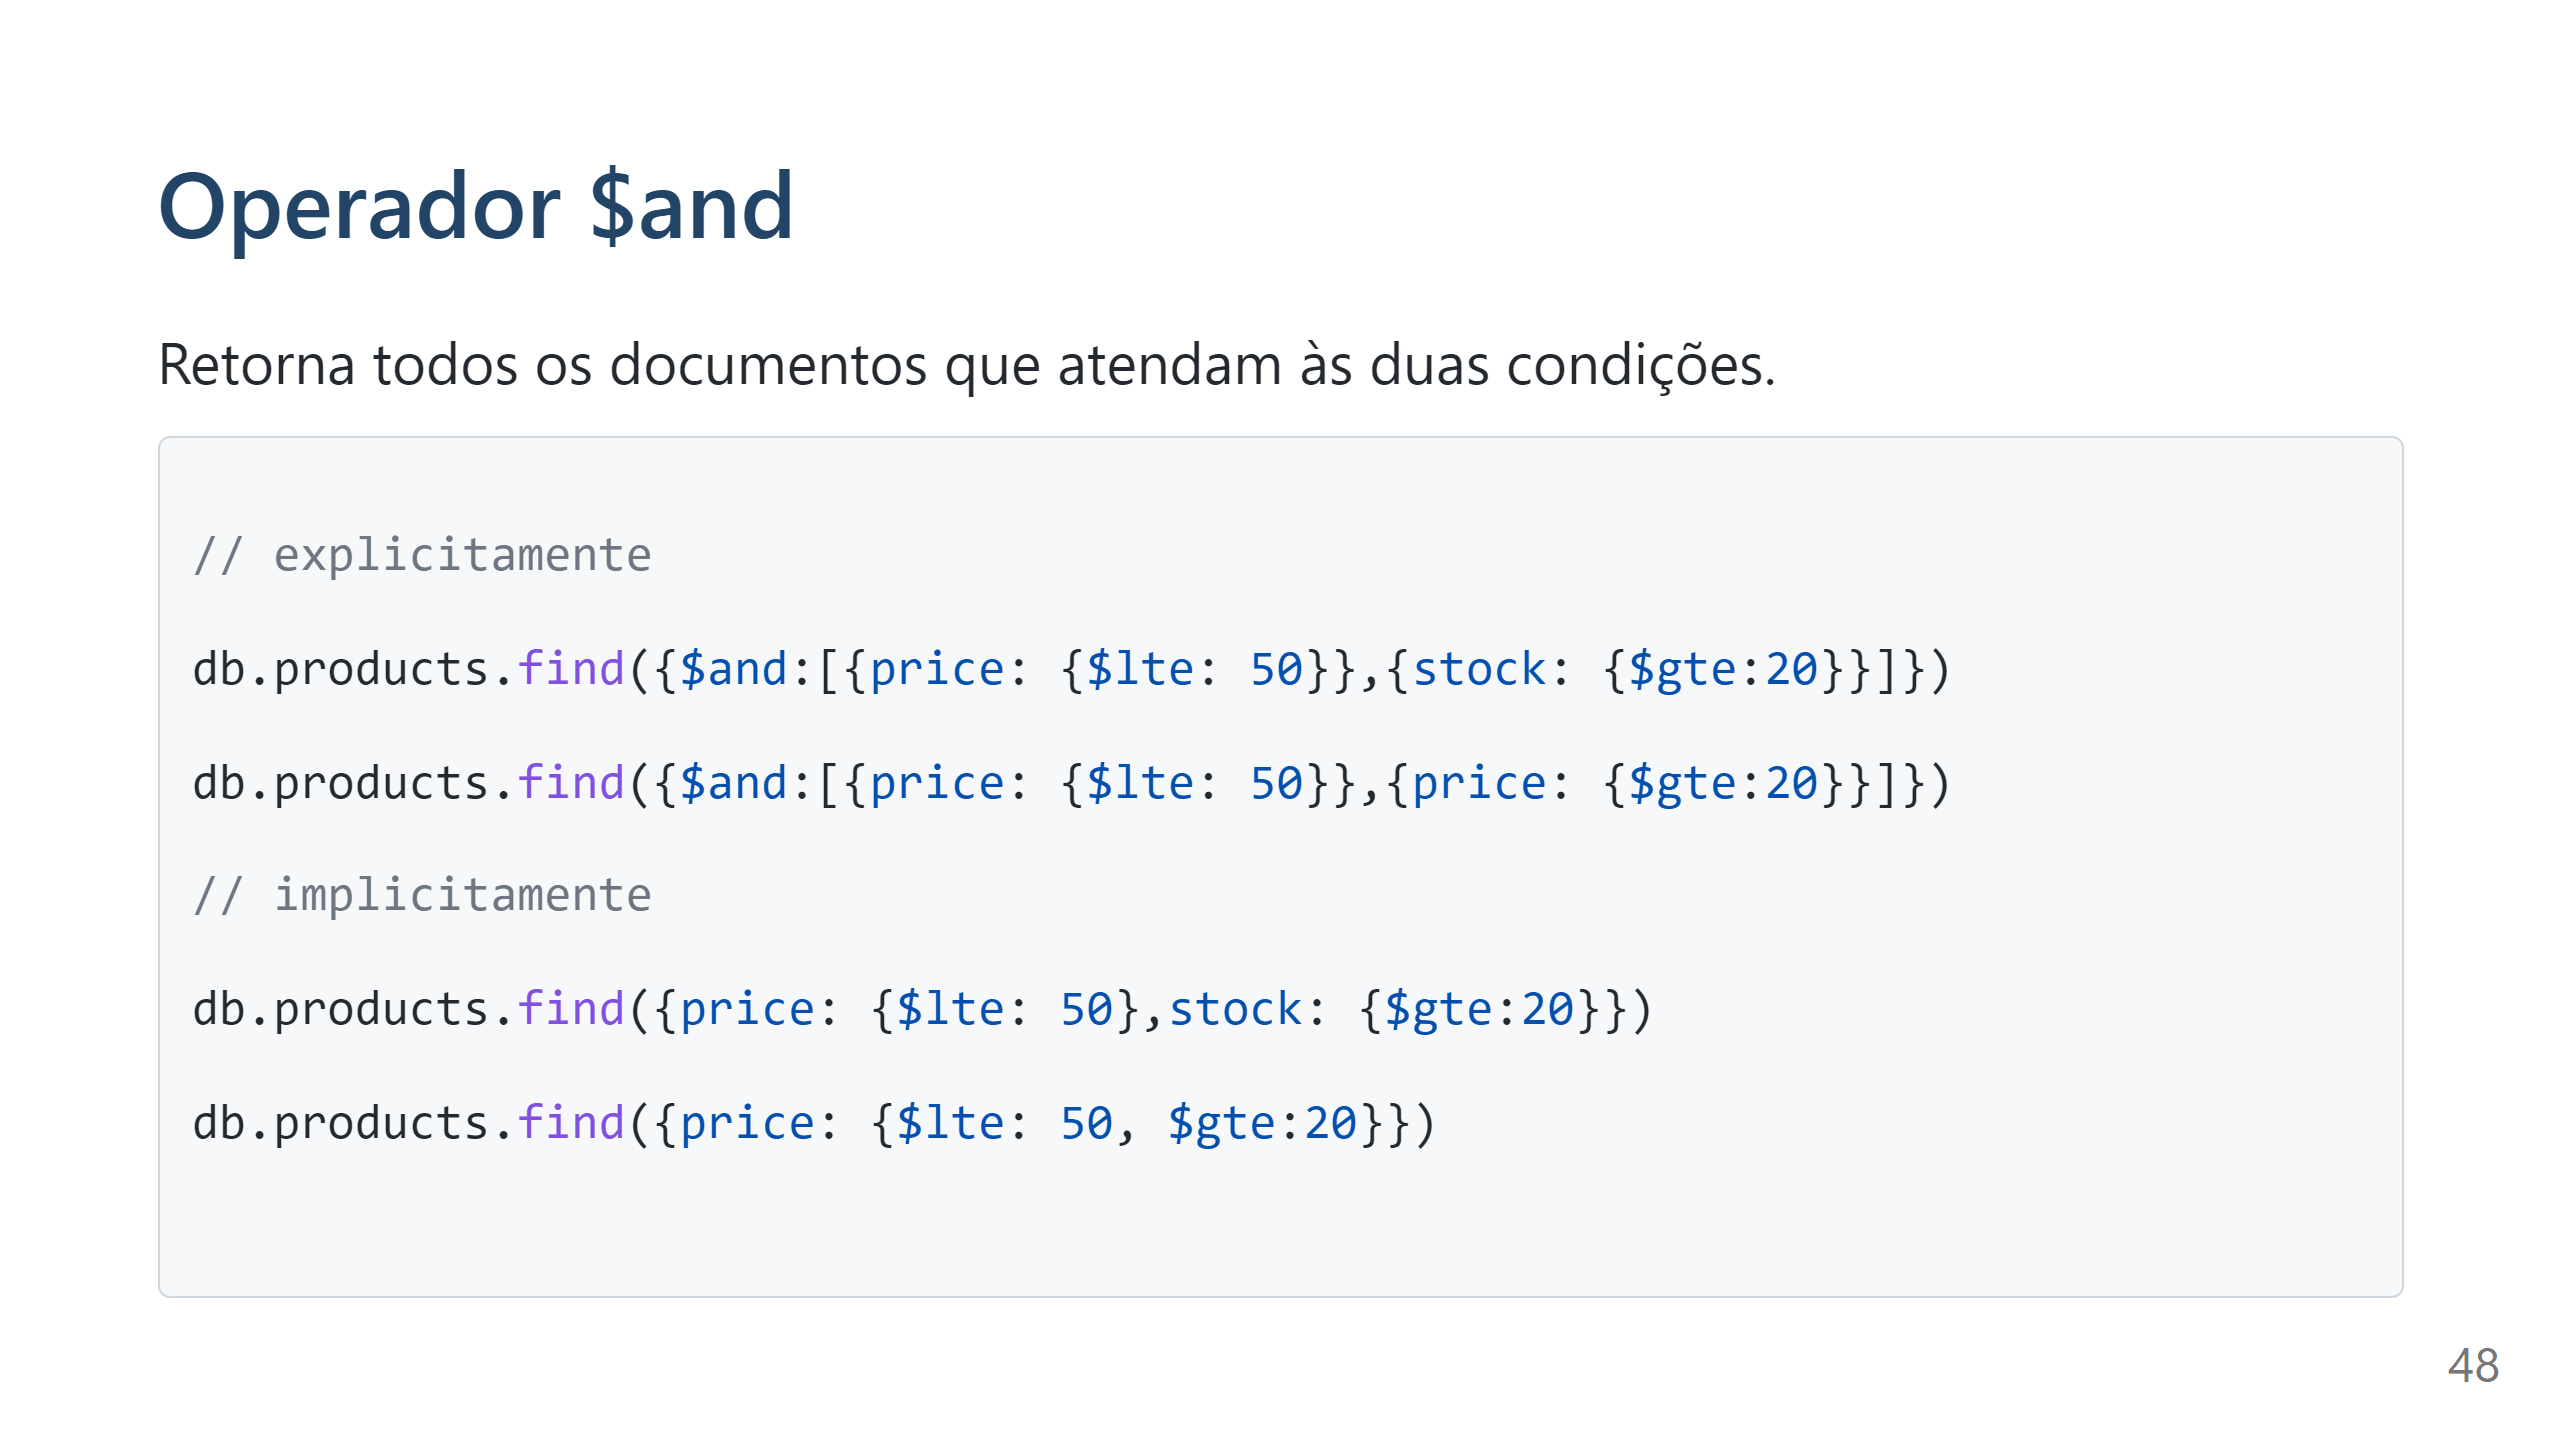 Operador $and
Retorna todos os documentos que atendam às duas condições.
// explicitamente
db.products.find({$and:[{price: {$lte: 50}},{stock: {$gte:20}}]})
db.products.find({$and:[{price: {$lte: 50}},{price: {$gte:20}}]})
// implicitamente
db.products.find({price: {$lte: 50},stock: {$gte:20}})
db.products.find({price: {$lte: 50, $gte:20}})
48